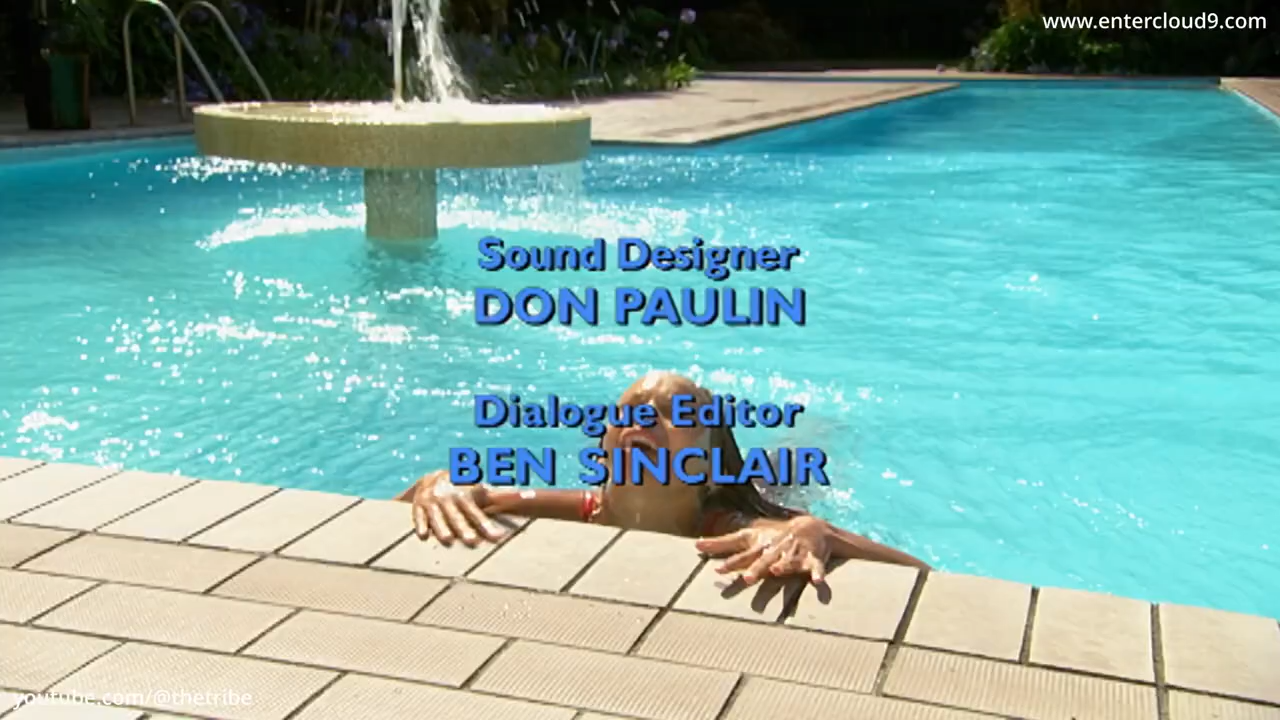 www.entercloud9.com
Sound Designer
DON PAULIN
Dialogue Editor
BEN SINCLAIR
youtube.com/@thetribe